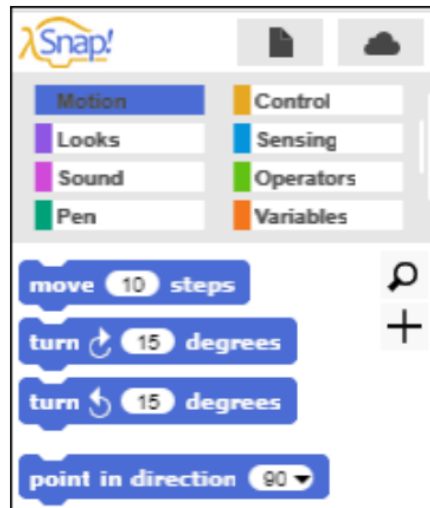 λSnap!
Motion Control
Looks Sensing
Sound Operators
Pen Variables
move 10 steps
turn 15 degrees
turn 15 degrees
point in direction 90